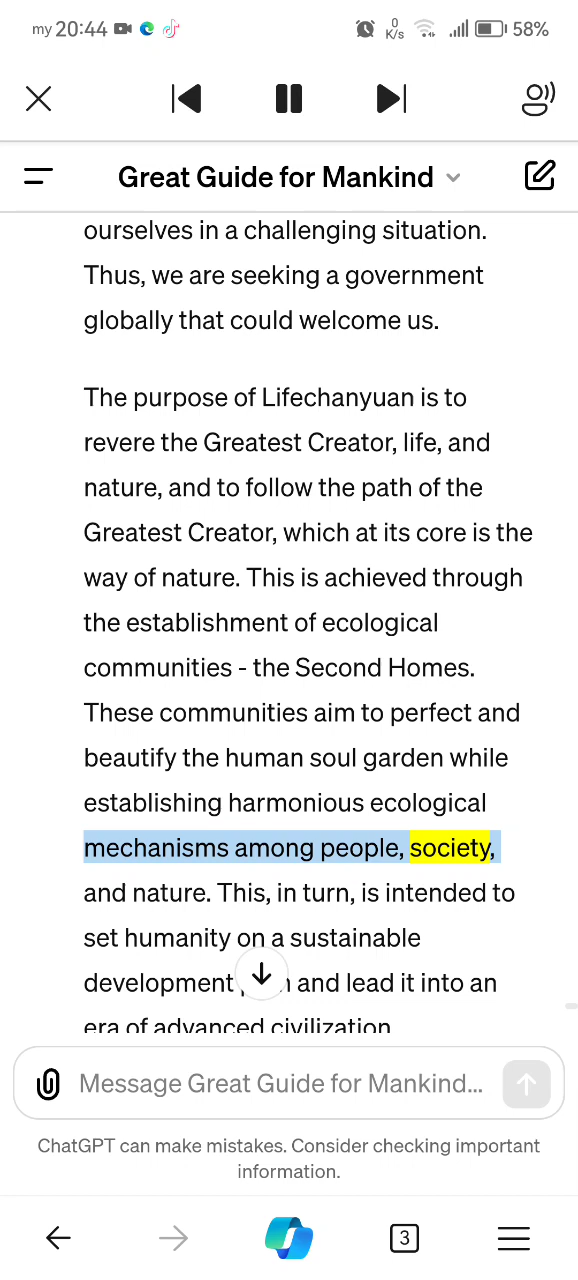 my 20:44 0 K/s 58%
Great Guide for Mankind
ourselves in a challenging situation.
Thus, we are seeking a government
globally that could welcome us.
The purpose of Lifechanyuan is to
revere the Greatest Creator, life, and
nature, and to follow the path of the
Greatest Creator, which at its core is the
way of nature. This is achieved through
the establishment of ecological
communities - the Second Homes.
These communities aim to perfect and
beautify the human soul garden while
establishing harmonious ecological
mechanisms among people, society,
and nature. This, in turn, is intended to
set humanity on a sustainable
development and lead it into an
era of advanced civilization
Message Great Guide for Mankind...
ChatGPT can make mistakes. Consider checking important
information.
3